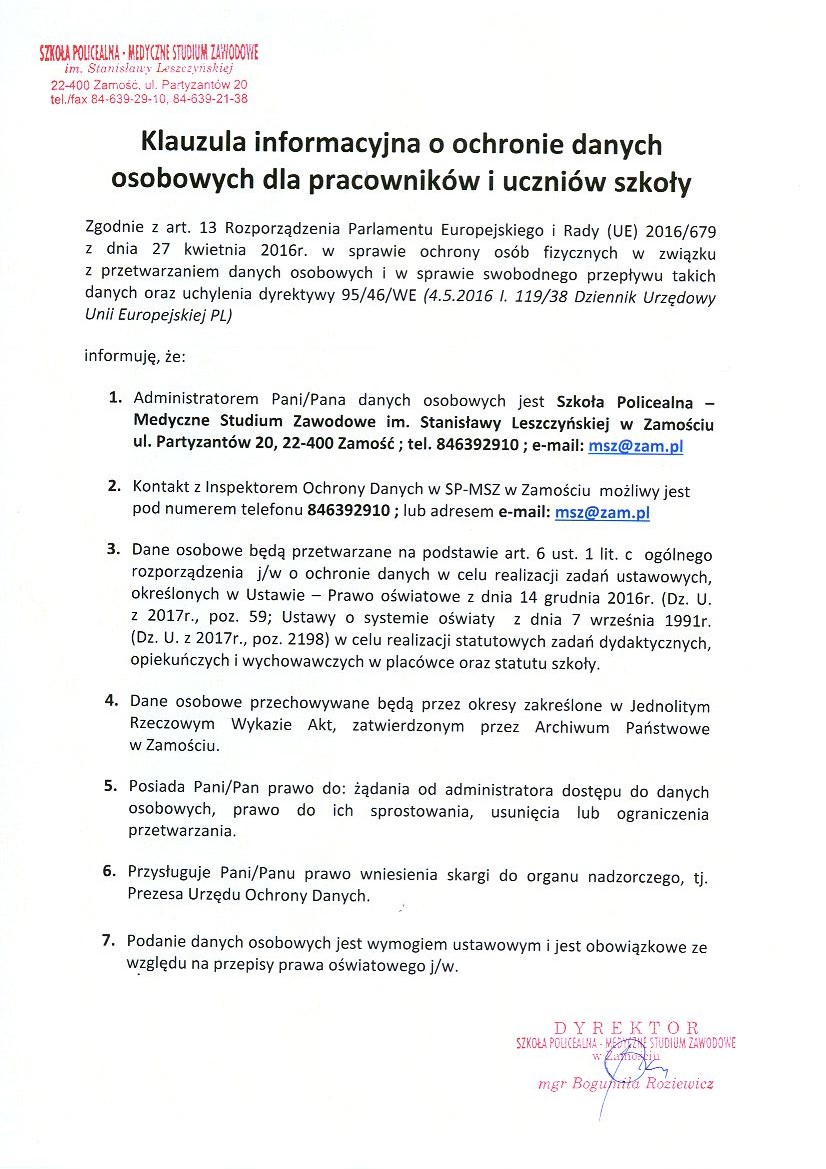 SZKOŁA POLICEALNA - MEDYCZNE STUDIUM ZAWODOWE
im. Stanisławy Leszczyńskiej
22-400 Zamość, ul. Partyzantów 20
tel./fax 84-639-29-10, 84-639-21-38
Klauzula informacyjna o ochronie danych
osobowych dla pracowników i uczniów szkoły
Zgodnie z art. 13 Rozporządzenia Parlamentu Europejskiego i Rady (UE) 2016/679
z dnia 27 kwietnia 2016r. w sprawie ochrony osób fizycznych w związku
z przetwarzaniem danych osobowych i w sprawie swobodnego przepływu takich
danych oraz uchylenia dyrektywy 95/46/WE (4.5.2016 l. 119/38 Dziennik Urzędowy
Unii Europejskiej PL)
informuję, że:
1. Administratorem Pani/Pana danych osobowych jest Szkoła Policealna –
Medyczne Studium Zawodowe im. Stanisławy Leszczyńskiej w Zamościu
ul. Partyzantów 20, 22-400 Zamość ; tel. 846392910 ; e-mail: msz@zam.pl
2. Kontakt z Inspektorem Ochrony Danych w SP-MSZ w Zamościu możliwy jest
pod numerem telefonu 846392910 ; lub adresem e-mail: msz@zam.pl
3. Dane osobowe będą przetwarzane na podstawie art. 6 ust. 1 lit. c ogólnego
rozporządzenia j/w o ochronie danych w celu realizacji zadań ustawowych,
określonych w Ustawie – Prawo oświatowe z dnia 14 grudnia 2016r. (Dz. U.
z 2017r., poz. 59; Ustawy o systemie oświaty z dnia 7 września 1991r.
(Dz. U. z 2017r., poz. 2198) w celu realizacji statutowych zadań dydaktycznych,
opiekuńczych i wychowawczych w placówce oraz statutu szkoły.
4. Dane osobowe przechowywane będą przez okresy zakreślone w Jednolitym
Rzeczowym Wykazie Akt, zatwierdzonym przez Archiwum Państwowe
w Zamościu.
5. Posiada Pani/Pan prawo do: żądania od administratora dostępu do danych
osobowych, prawo do ich sprostowania, usunięcia lub ograniczenia
przetwarzania.
6. Przysługuje Pani/Panu prawo wniesienia skargi do organu nadzorczego, tj.
Prezesa Urzędu Ochrony Danych.
7. Podanie danych osobowych jest wymogiem ustawowym i jest obowiązkowe ze
względu na przepisy prawa oświatowego j/w.
DYREKTOR
SZKOŁA POLICEALNA - MEDYCZNE STUDIUM ZAWODOWE
w Zamościu
mgr Bogumiła Roziewicz